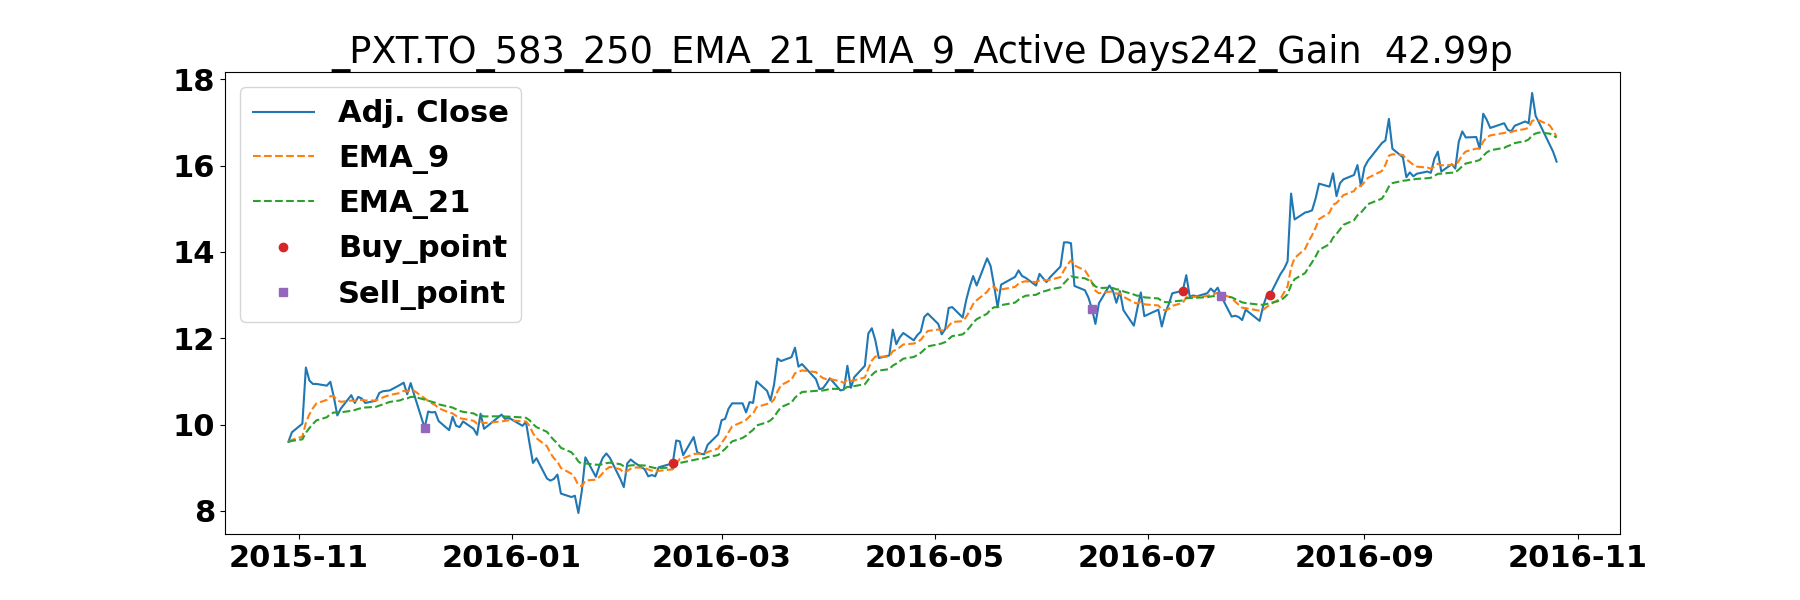 _PXT.TO_583_250_EMA_21_EMA_9_Active Days242_Gain  42.99p
18
16
14
12
10
8
Adj. Close
EMA_9
EMA_21
Buy_point
Sell_point
2015-11 2016-01 2016-03 2016-05 2016-07 2016-09 2016-11